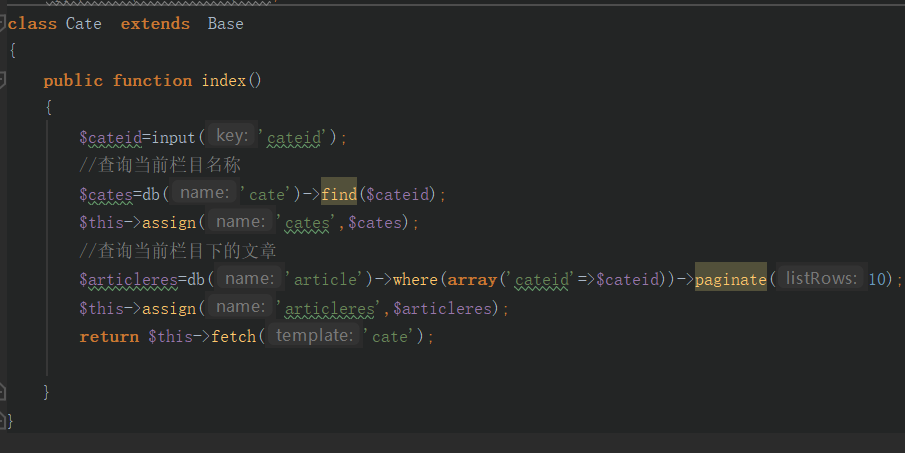 class Cate extends Base
{
public function index()
{
$cateid=input( key: 'cateid');
//查询当前栏目名称
$cates=db( name: 'cate')->find($cateid);
$this->assign( name: 'cates',$cates);
//查询当前栏目下的文章
$articleres=db( name: 'article')->where(array('cateid'=>$cateid))->paginate( listRows: 10);
$this->assign( name: 'articleres',$articleres);
return $this->fetch( template: 'cate');
}
}